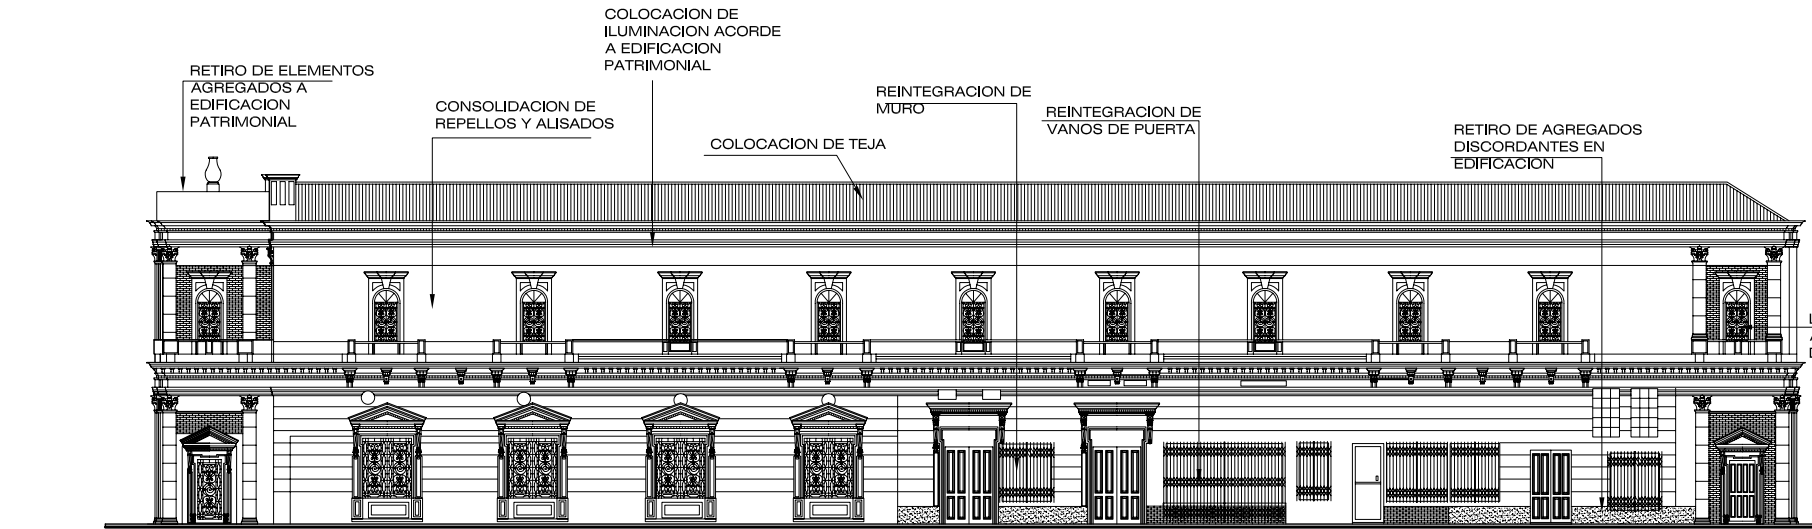 COLOCACION DE
ILUMINACION ACORDE
A EDIFICACION
PATRIMONIAL
RETIRO DE ELEMENTOS
AGREGADOS A
EDIFICACION
PATRIMONIAL
CONSOLIDACION DE
REPELLOS Y ALISADOS
COLOCACION DE TEJA
REINTEGRACION DE
MURO
REINTEGRACION DE
VANOS DE PUERTA
RETIRO DE AGREGADOS
DISCORDANTES EN
EDIFICACION